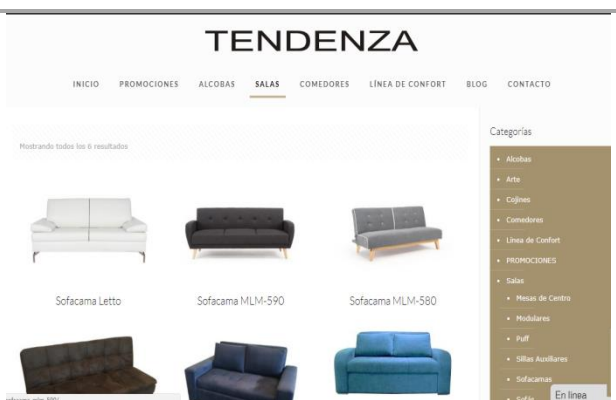 TENDENZA
INICIO PROMOCIONES ALCOBAS SALAS COMEDORES LÍNEA DE CONFORT BLOG CONTACTO
Mostrando todos los 6 resultados
Sofacama Letto
Sofacama MLM-590
Sofacama MLM-580
Categorías
Alcobas
Arte
Cojines
Comedores
Línea de Confort
PROMOCIONES
Salas
Mesas de Centro
Modulares
Puff
Sillas Auxiliares
Sofacamas
Sofás
En línea